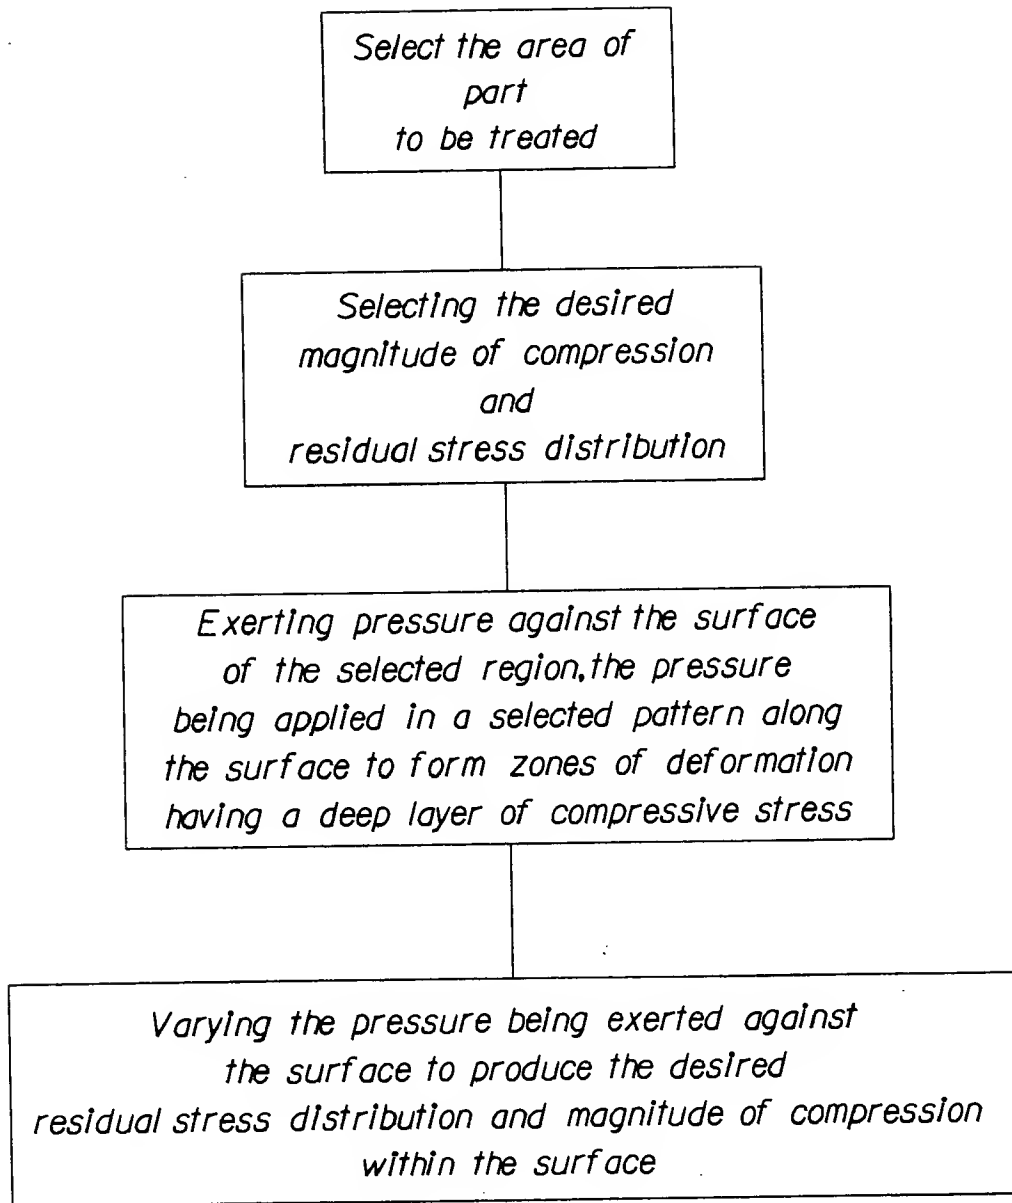 Select the area of
part
to be treated
Selecting the desired
magnitude of compression
and
residual stress distribution
Exerting pressure against the surface
of the selected region, the pressure
being applied in a selected pattern along
the surface to form zones of deformation
having a deep layer of compressive stress
Varying the pressure being exerted against
the surface to produce the desired
residual stress distribution and magnitude of compression
within the surface